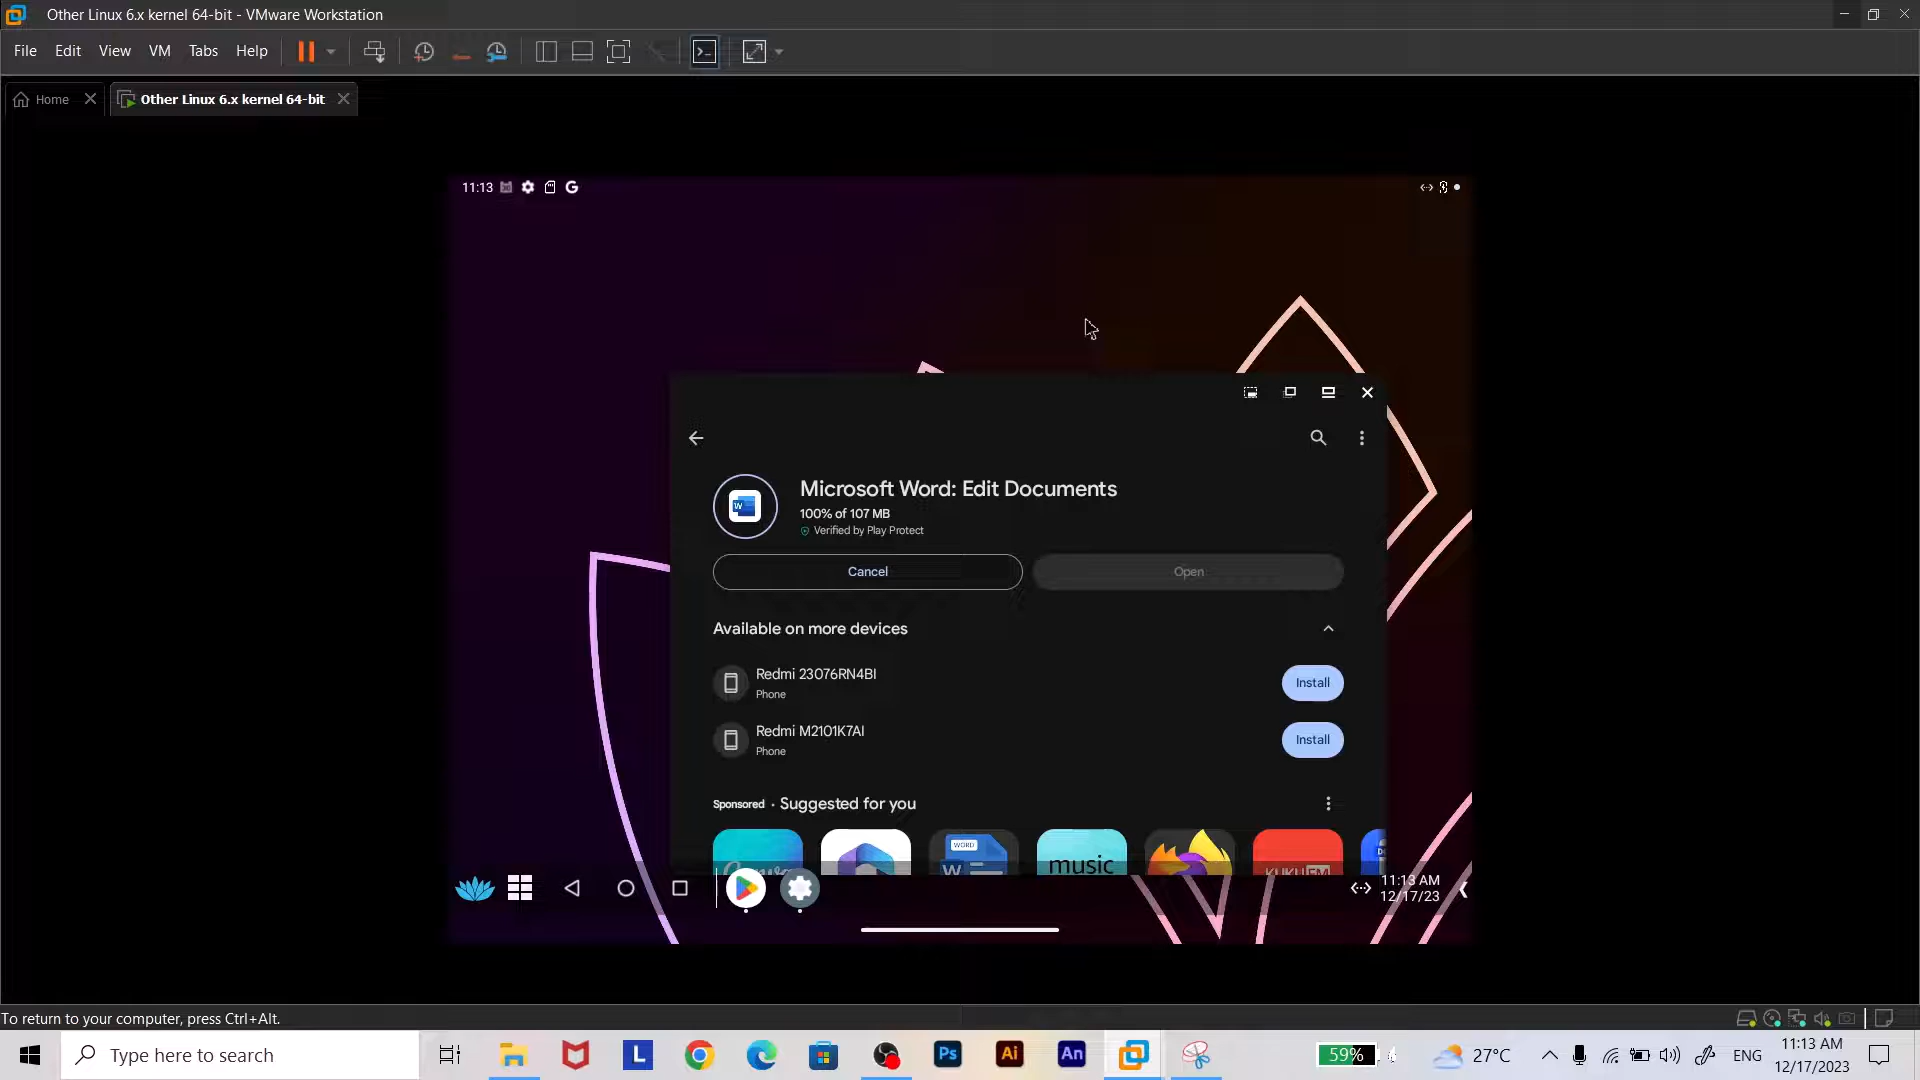 Other Linux 6.x kernel 64-bit - VMware Workstation
File Edit View VM Tabs Help
Home Other Linux 6.x kernel 64-bit
11:13
Microsoft Word: Edit Documents
100% of 107 MB
Verified by Play Protect
Cancel Open
Available on more devices
Redmi 23076RN4BI
Phone
Install
Redmi M2101K7AI
Phone
Install
Sponsored · Suggested for you
WORD
W
music
11:13 AM
12/17/23
To return to your computer, press Ctrl+Alt.
Type here to search
L
Ps
Ai
An
59%
27°C
ENG
11:13 AM
12/17/2023